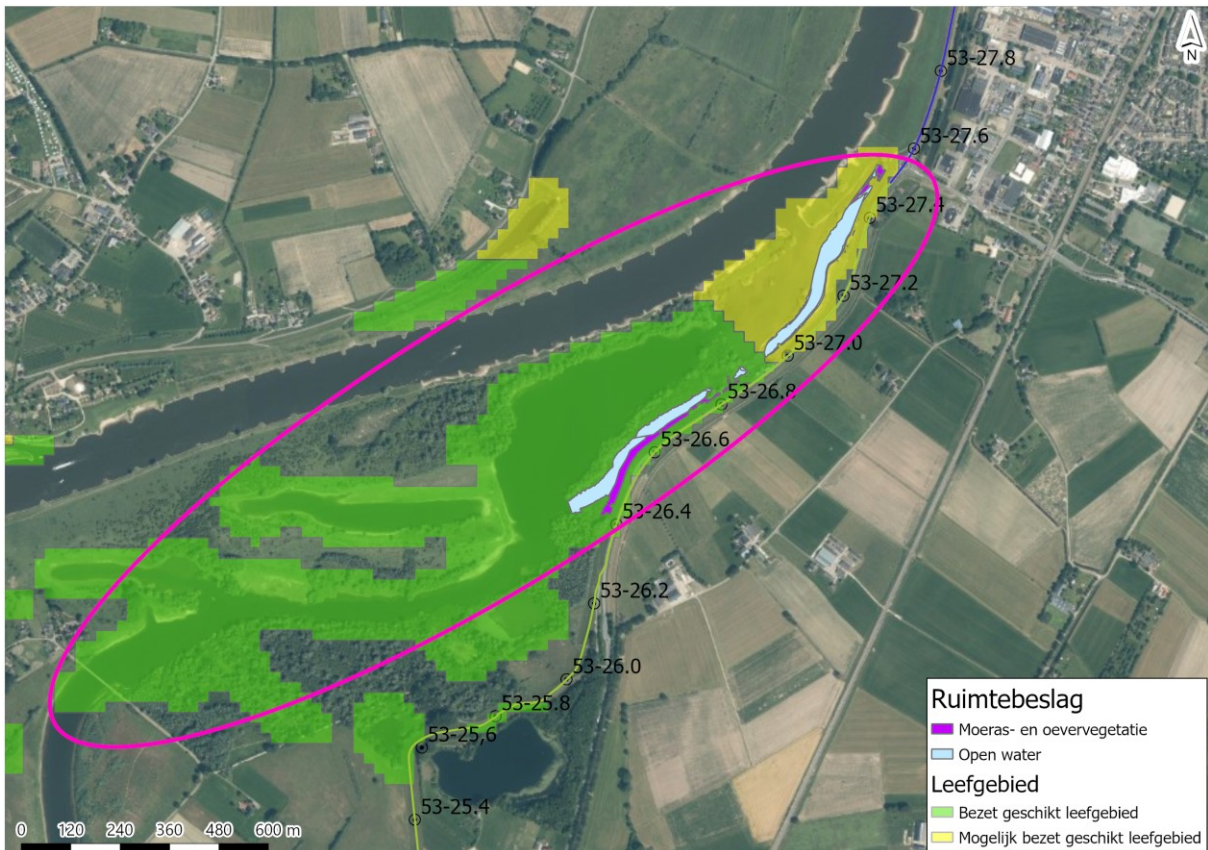 N
53-27.8
53-27.6
53-27.4
53-27.2
53-27.0
53-26.8
53-26.6
53-26.4
53-26.2
53-26.0
53-25.8
53-25,6
53-25.4
0 120 240 360 480 600 m
Ruimtebeslag
Moeras- en oevervegetatie
Open water
Leefgebied
Bezet geschikt leefgebied
Mogelijk bezet geschikt leefgebied